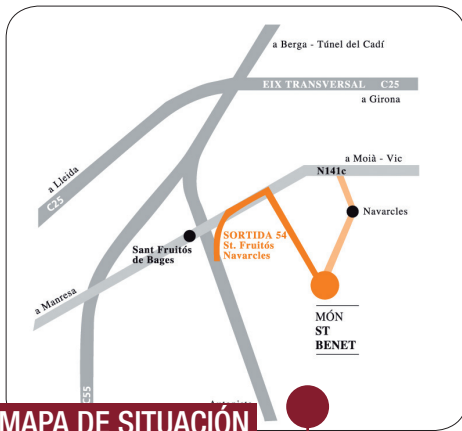 a Berga - Túnel del Cadí
EIX TRANSVERSAL C25
a Girona
a Moià - Vic
N141c
a Lleida
C25
Navarcles
SORTIDA 54
St. Fruitós
Navarcles
Sant Fruitós
de Bages
a Manresa
MÓN
ST
BENET
C55
MAPA DE SITUACIÓN